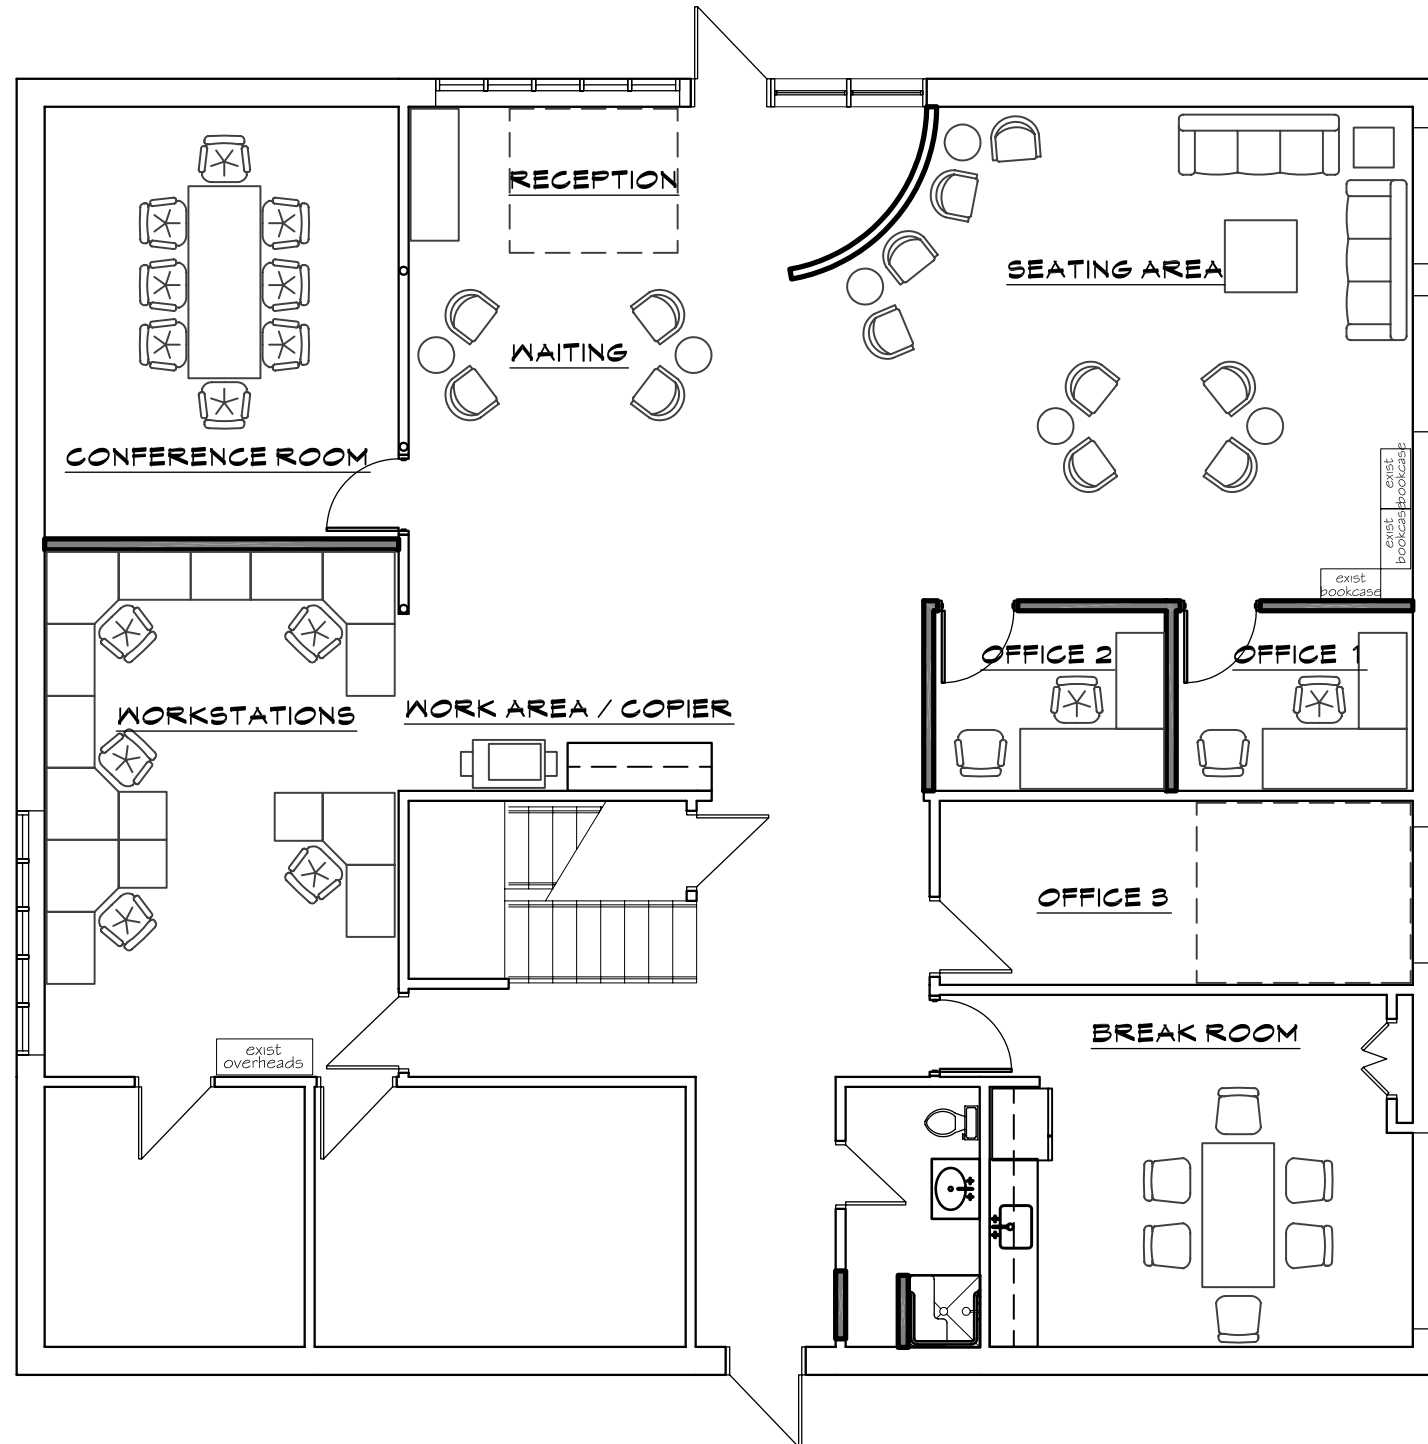 RECEPTION
SEATING AREA
WAITING
CONFERENCE ROOM
exist
bookcase
exist
bookcase
exist
bookcase
OFFICE 2
OFFICE 1
WORKSTATIONS
WORK AREA / COPIER
OFFICE 3
BREAK ROOM
exist
overheads